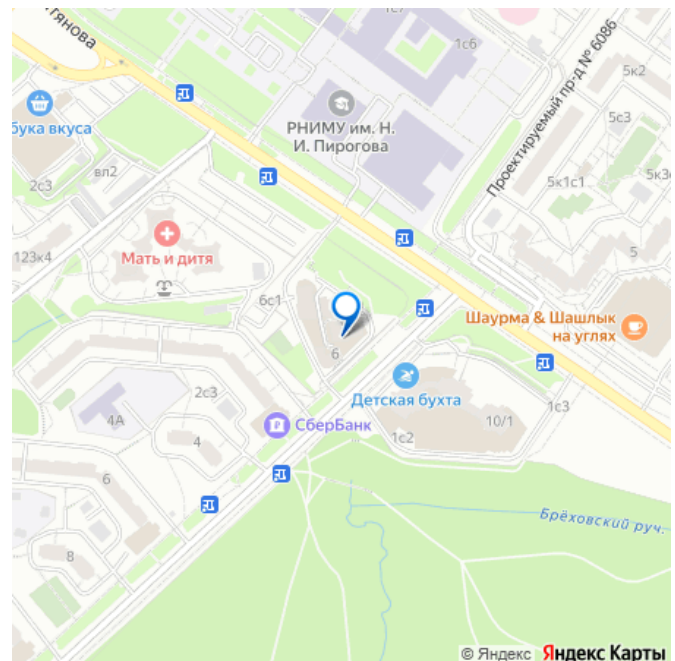 тянова
1с7
1с6
Проектируемый пр-д № 6086
5к2
бука вкуса
РНИМУ им. Н.
И. Пирогова
5с3
вл2
2с3
5к1с1
5к3
Мать и дитя
123к4
5
6с1
Шаурма & Шашлык
на углях
6
Детская бухта
2с3
1с3
4А
СберБанк
10/1
4
1с2
6
Брёховский руч.
8
© Яндекс Яндекс Карты